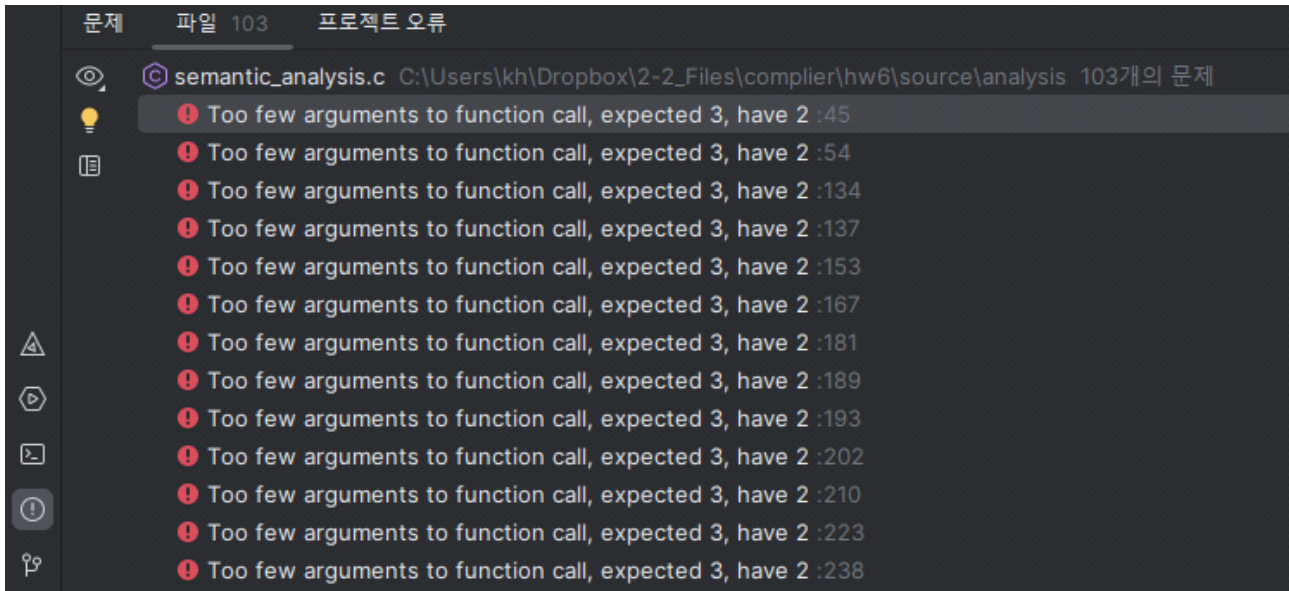 문제 파일 103 프로젝트 오류
semantic_analysis.c C:\Users\kh\Dropbox\2-2_Files\complier\hw6\source\analysis 103개의 문제
Too few arguments to function call, expected 3, have 2 :45
Too few arguments to function call, expected 3, have 2 :54
Too few arguments to function call, expected 3, have 2 :134
Too few arguments to function call, expected 3, have 2 :137
Too few arguments to function call, expected 3, have 2 :153
Too few arguments to function call, expected 3, have 2 :167
Too few arguments to function call, expected 3, have 2 :181
Too few arguments to function call, expected 3, have 2 :189
Too few arguments to function call, expected 3, have 2 :193
Too few arguments to function call, expected 3, have 2 :202
Too few arguments to function call, expected 3, have 2 :210
Too few arguments to function call, expected 3, have 2 :223
Too few arguments to function call, expected 3, have 2 :238